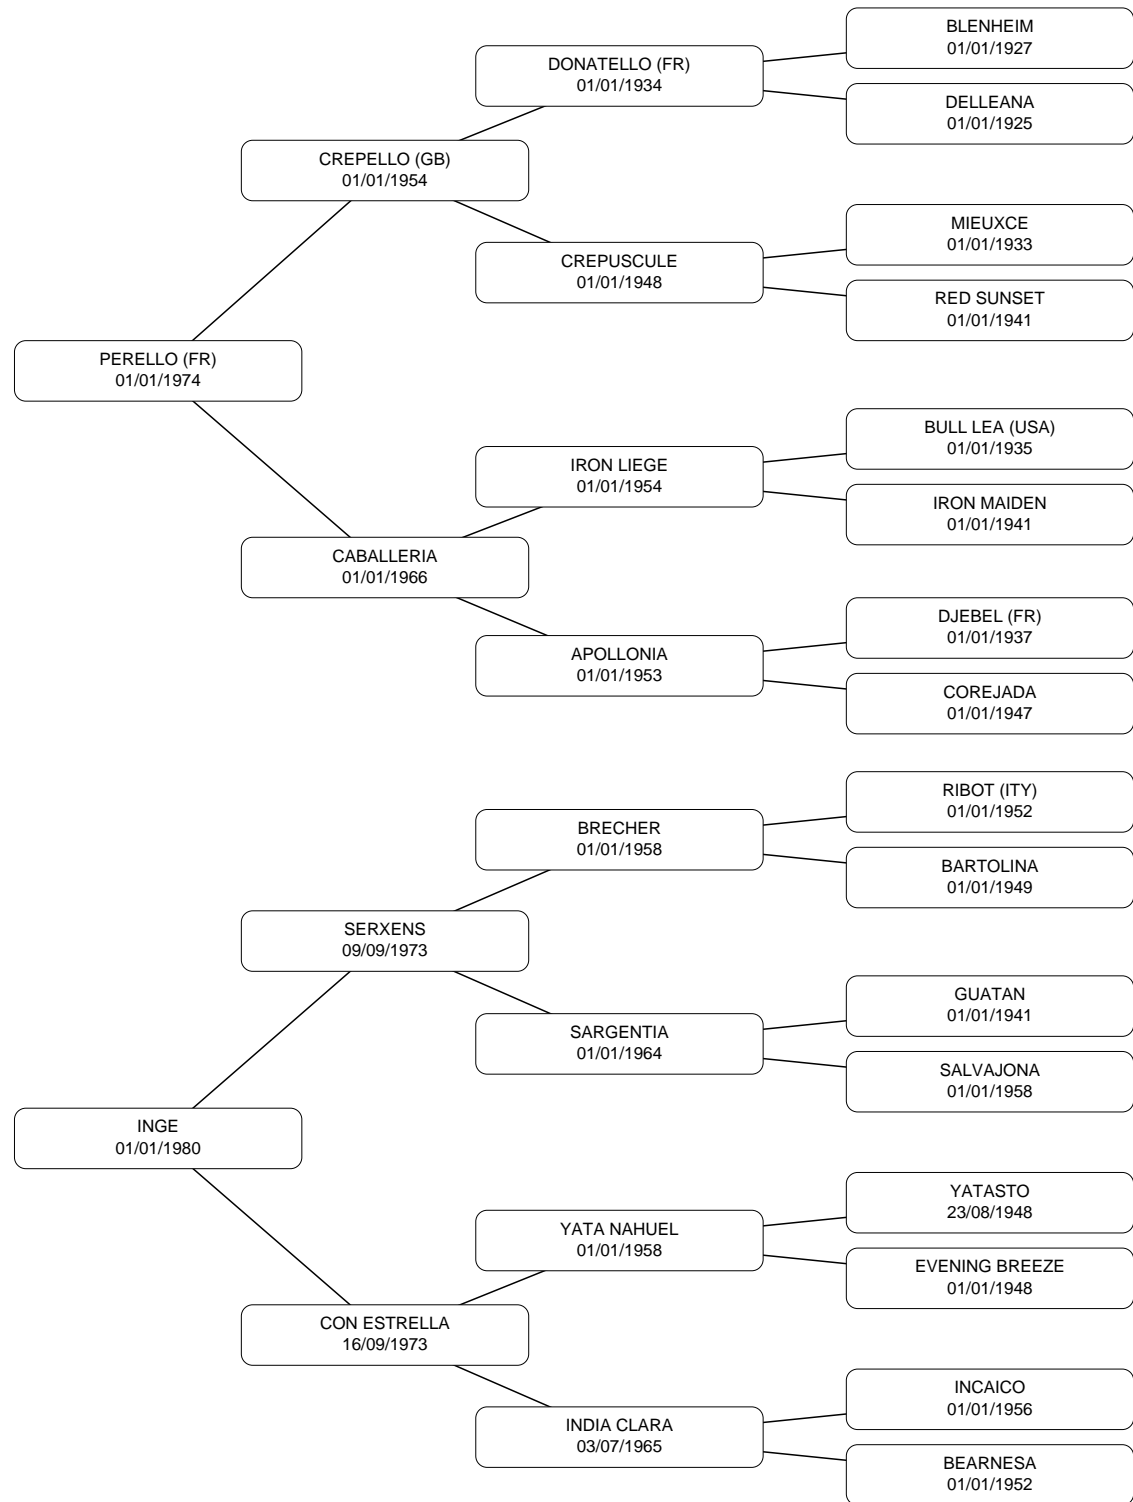 BLENHEIM
01/01/1927
DONATELLO (FR)
01/01/1934
DELLEANA
01/01/1925
CREPELLO (GB)
01/01/1954
MIEUXCE
01/01/1933
CREPUSCULE
01/01/1948
RED SUNSET
01/01/1941
PERELLO (FR)
01/01/1974
BULL LEA (USA)
01/01/1935
IRON LIEGE
01/01/1954
IRON MAIDEN
01/01/1941
CABALLERIA
01/01/1966
DJEBEL (FR)
01/01/1937
APOLLONIA
01/01/1953
COREJADA
01/01/1947
RIBOT (ITY)
01/01/1952
BRECHER
01/01/1958
BARTOLINA
01/01/1949
SERXENS
09/09/1973
GUATAN
01/01/1941
SARGENTIA
01/01/1964
SALVAJONA
01/01/1958
INGE
01/01/1980
YATASTO
23/08/1948
YATA NAHUEL
01/01/1958
EVENING BREEZE
01/01/1948
CON ESTRELLA
16/09/1973
INCAICO
01/01/1956
INDIA CLARA
03/07/1965
BEARNESA
01/01/1952